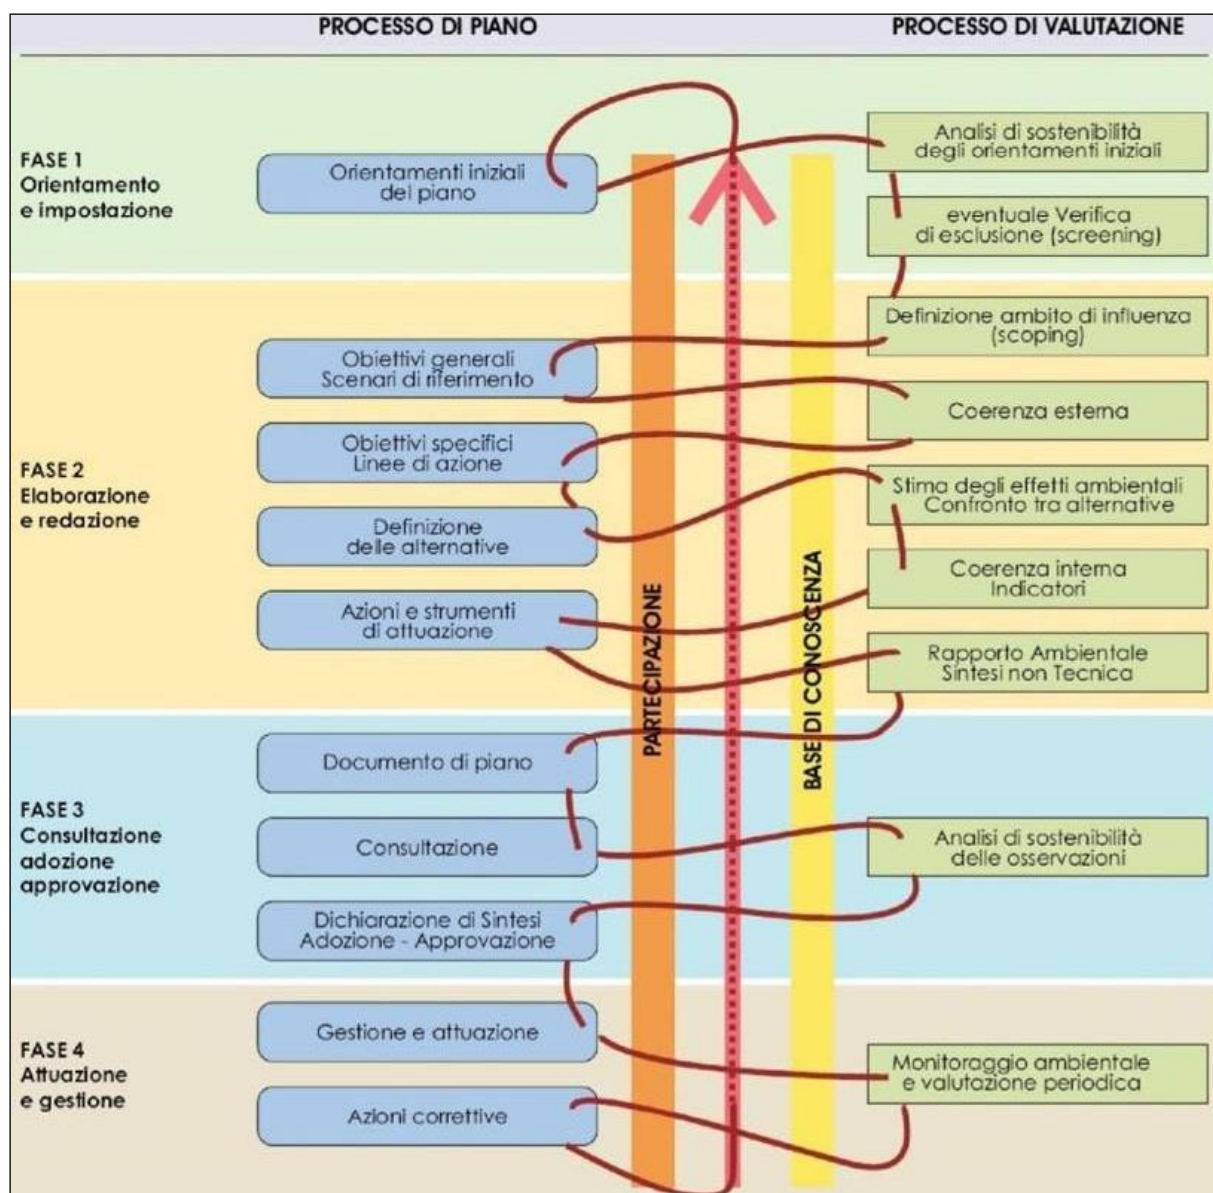 PROCESSO DI PIANO
PROCESSO DI VALUTAZIONE
FASE 1
Orientamento
e impostazione
Orientamenti iniziali
del piano
Analisi di sostenibilità
degli orientamenti iniziali
eventuale Verifica
di esclusione (screening)
FASE 2
Elaborazione
e redazione
Obiettivi generali
Scenari di riferimento
Obiettivi specifici
Linee di azione
Definizione
delle alternative
Azioni e strumenti
di attuazione
Definizione ambito di influenza
(scoping)
Coerenza esterna
Stima degli effetti ambientali
Confronto tra alternative
Coerenza interna
Indicatori
Rapporto Ambientale
Sintesi non Tecnica
PARTECIPAZIONE
BASE DI CONOSCENZA
FASE 3
Consultazione
adozione
approvazione
Documento di piano
Consultazione
Dichiarazione di Sintesi
Adozione - Approvazione
Analisi di sostenibilità
delle osservazioni
FASE 4
Attuazione
e gestione
Gestione e attuazione
Azioni correttive
Monitoraggio ambientale
e valutazione periodica